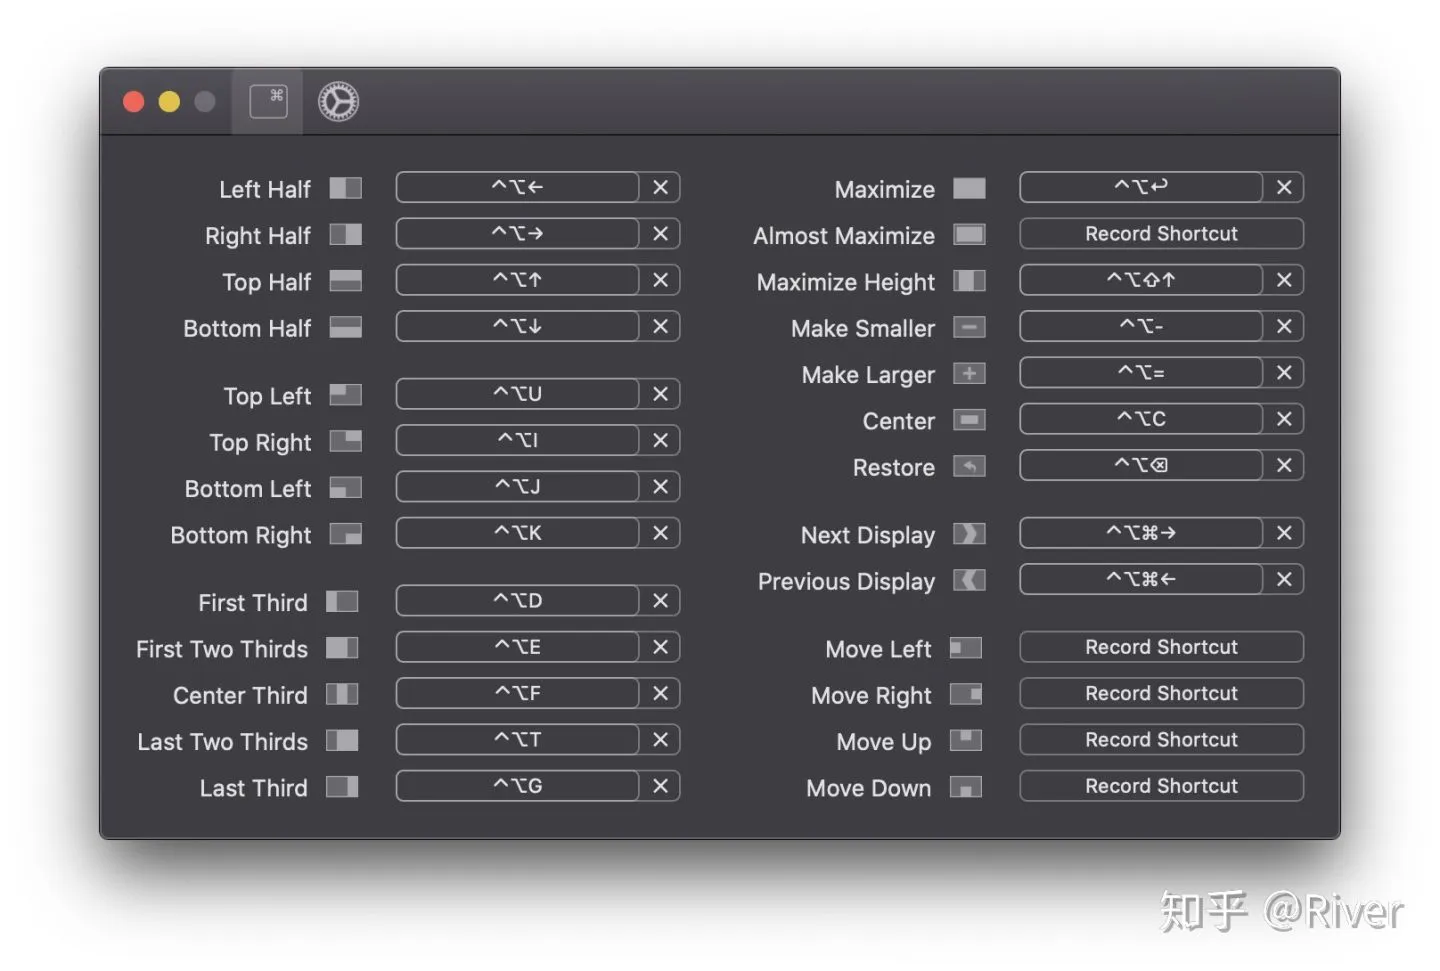 ⌘
Left Half ^⌥←
Right Half ^⌥→
Top Half ^⌥↑
Bottom Half ^⌥↓
Top Left ^⌥U
Top Right ^⌥I
Bottom Left ^⌥J
Bottom Right ^⌥K
First Third ^⌥D
First Two Thirds ^⌥E
Center Third ^⌥F
Last Two Thirds ^⌥T
Last Third ^⌥G
Maximize ^⌥↩
Almost Maximize Record Shortcut
Maximize Height ^⌥⇧↑
Make Smaller ^⌥-
Make Larger ^⌥=
Center ^⌥C
Restore ^⌥⌫
Next Display ^⌥⌘→
Previous Display ^⌥⌘←
Move Left Record Shortcut
Move Right Record Shortcut
Move Up Record Shortcut
Move Down Record Shortcut
知乎 @River